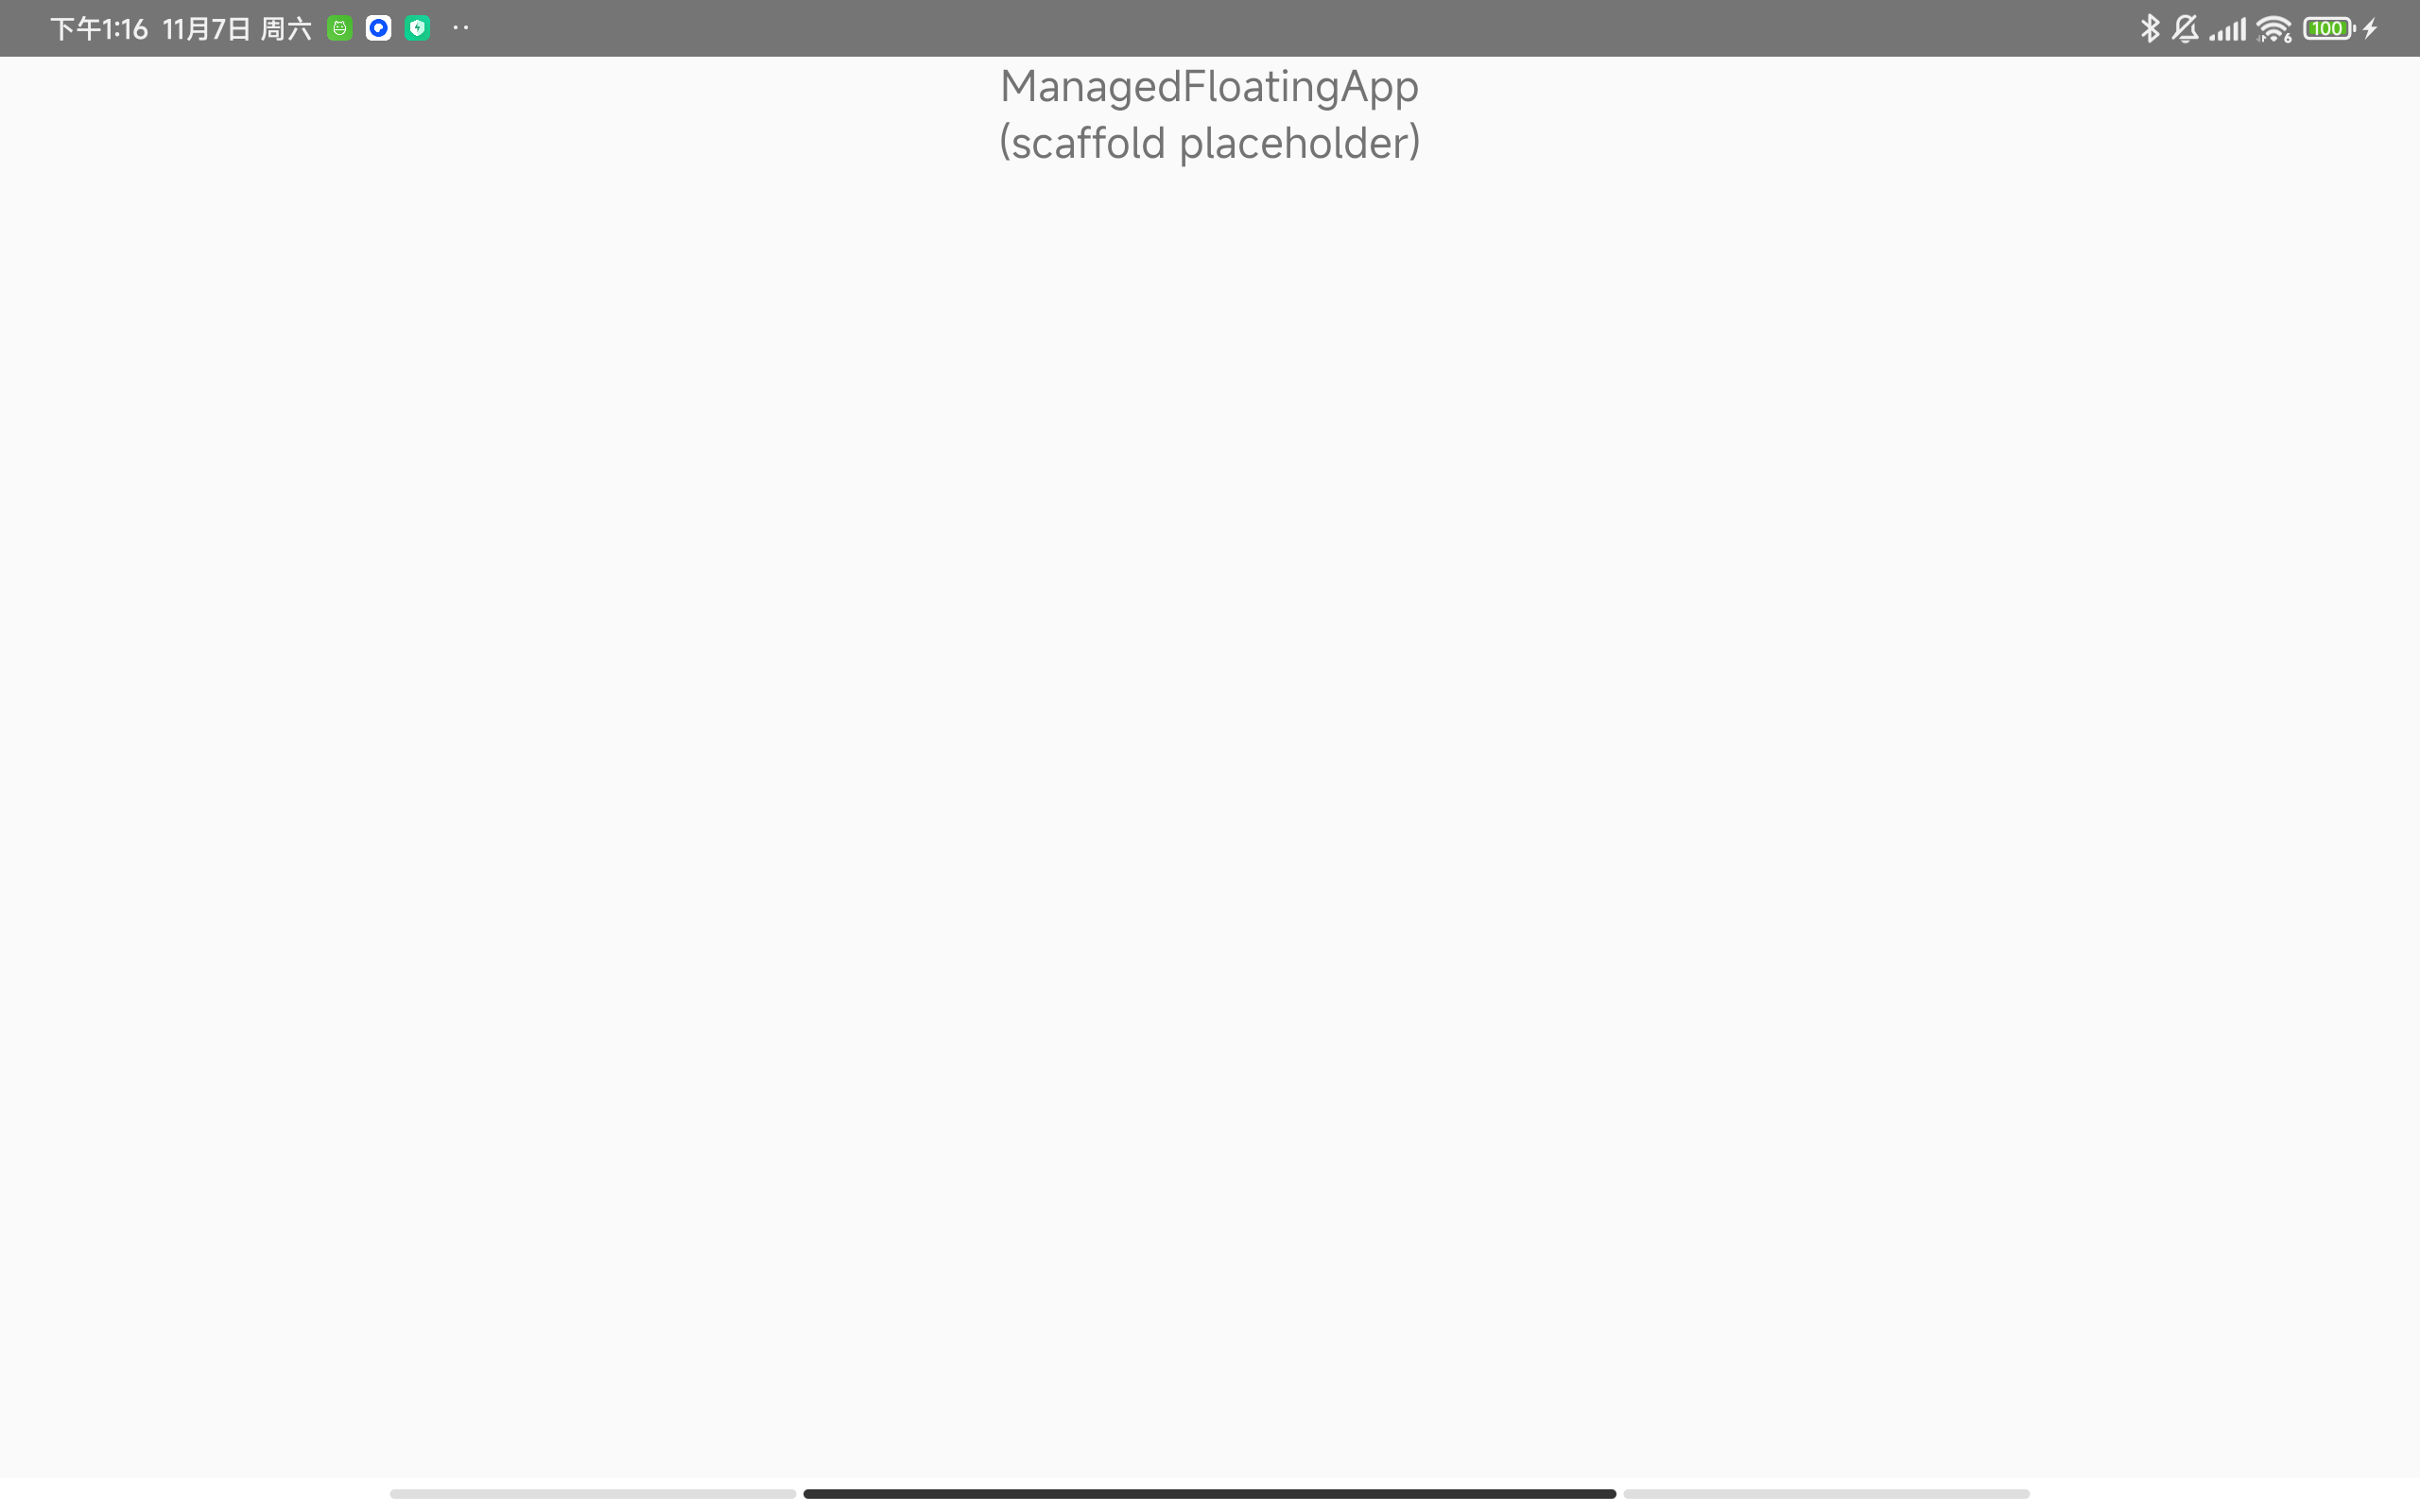 下午1:16 11月7日 周六 100
ManagedFloatingApp
(scaffold placeholder)